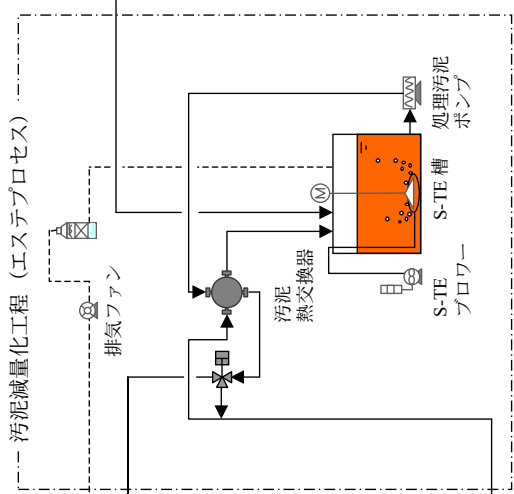 汚泥減量化工程（エステプロセス）
排気ファン
汚泥
熱交換器
M
S-TE 槽
S-TE
ブロワー
処理汚泥
ポンプ